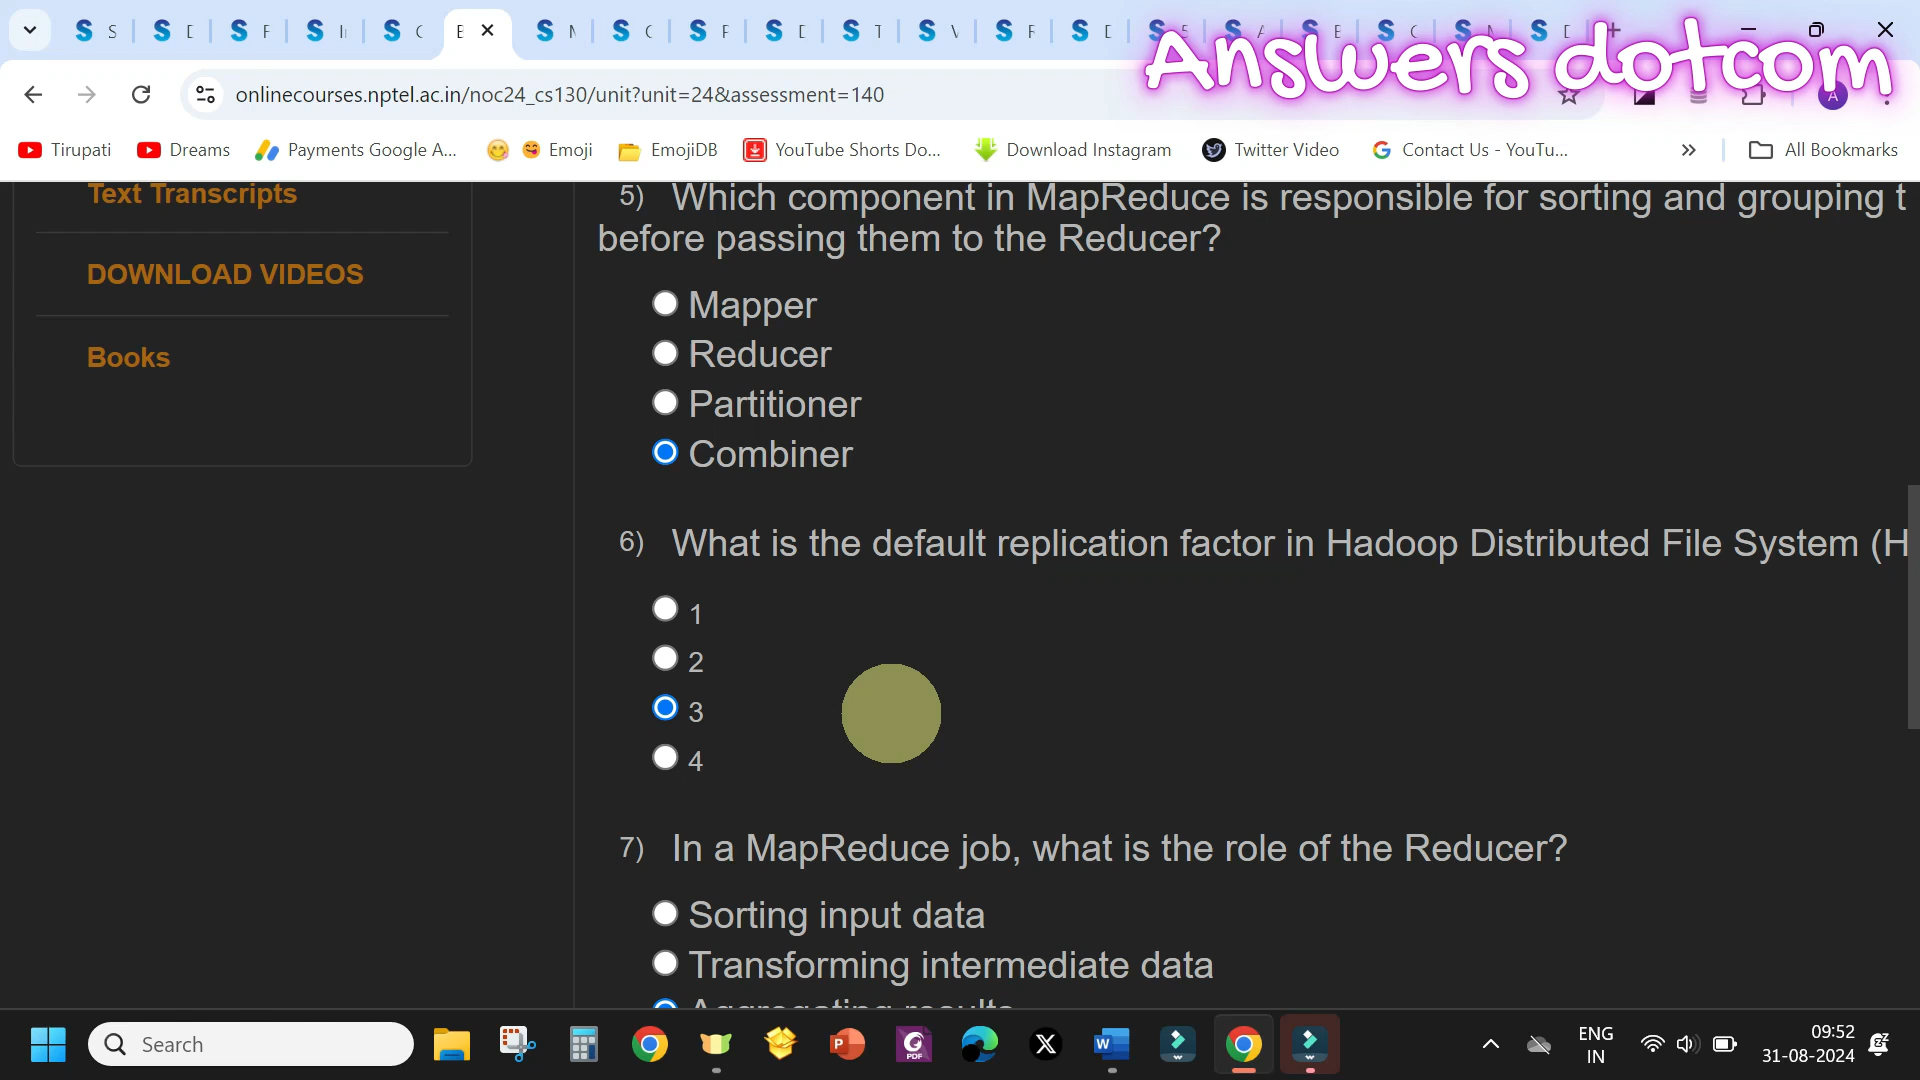 S
F
C
E
Answers dotcom
onlinecourses.nptel.ac.in/noc24_cs130/unit?unit=24&assessment=140
A
Tirupati
Dreams
Payments Google A...
Emoji
EmojiDB
YouTube Shorts Do...
Download Instagram
Twitter Video
Contact Us - YouTu...
All Bookmarks
Text Transcripts
DOWNLOAD VIDEOS
Books
5) Which component in MapReduce is responsible for sorting and grouping t
before passing them to the Reducer?
Mapper
Reducer
Partitioner
Combiner
6) What is the default replication factor in Hadoop Distributed File System (H
1
2
3
4
7) In a MapReduce job, what is the role of the Reducer?
Sorting input data
Transforming intermediate data
Aggregating results
Search
ENG
IN
09:52
31-08-2024